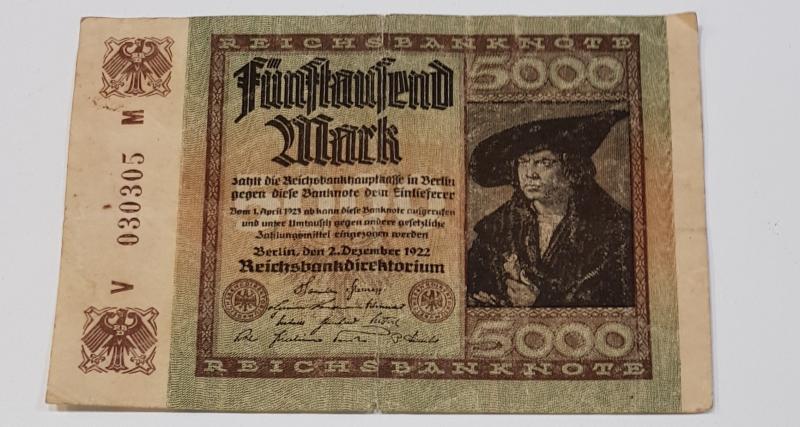 REICHSBANKNOTE
5000
Fünftausend
Mark
zahlt die Reichsbankhauptkasse in Berlin
gegen diese Banknote dem Einlieferer
Vom 1. April 1923 ab kann diese Banknote aufgerufen
und unter Umtausch gegen andere gesetzliche
Zahlungsmittel eingezogen werden
Berlin, den 2. Dezember 1922
Reichsbankdirektorium
5000
REICHSBANKNOTE
V 030305 M